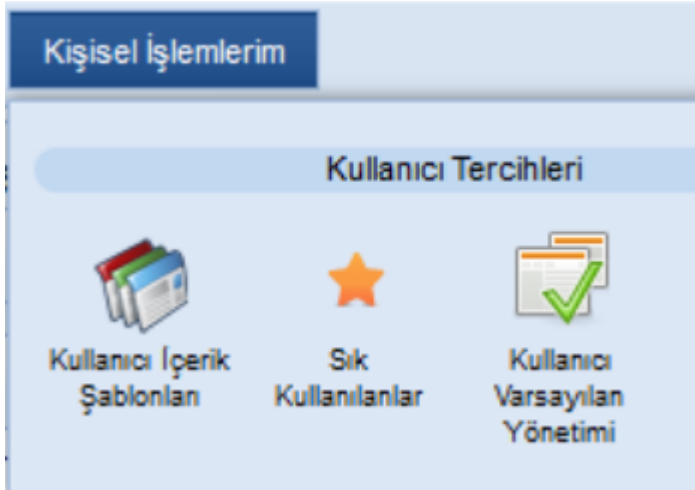 Kişisel İşlemlerim
Kullanıcı Tercihleri
Kullanıcı İçerik
Şablonları
Sık
Kullanılanlar
Kullanıcı
Varsayılan
Yönetimi